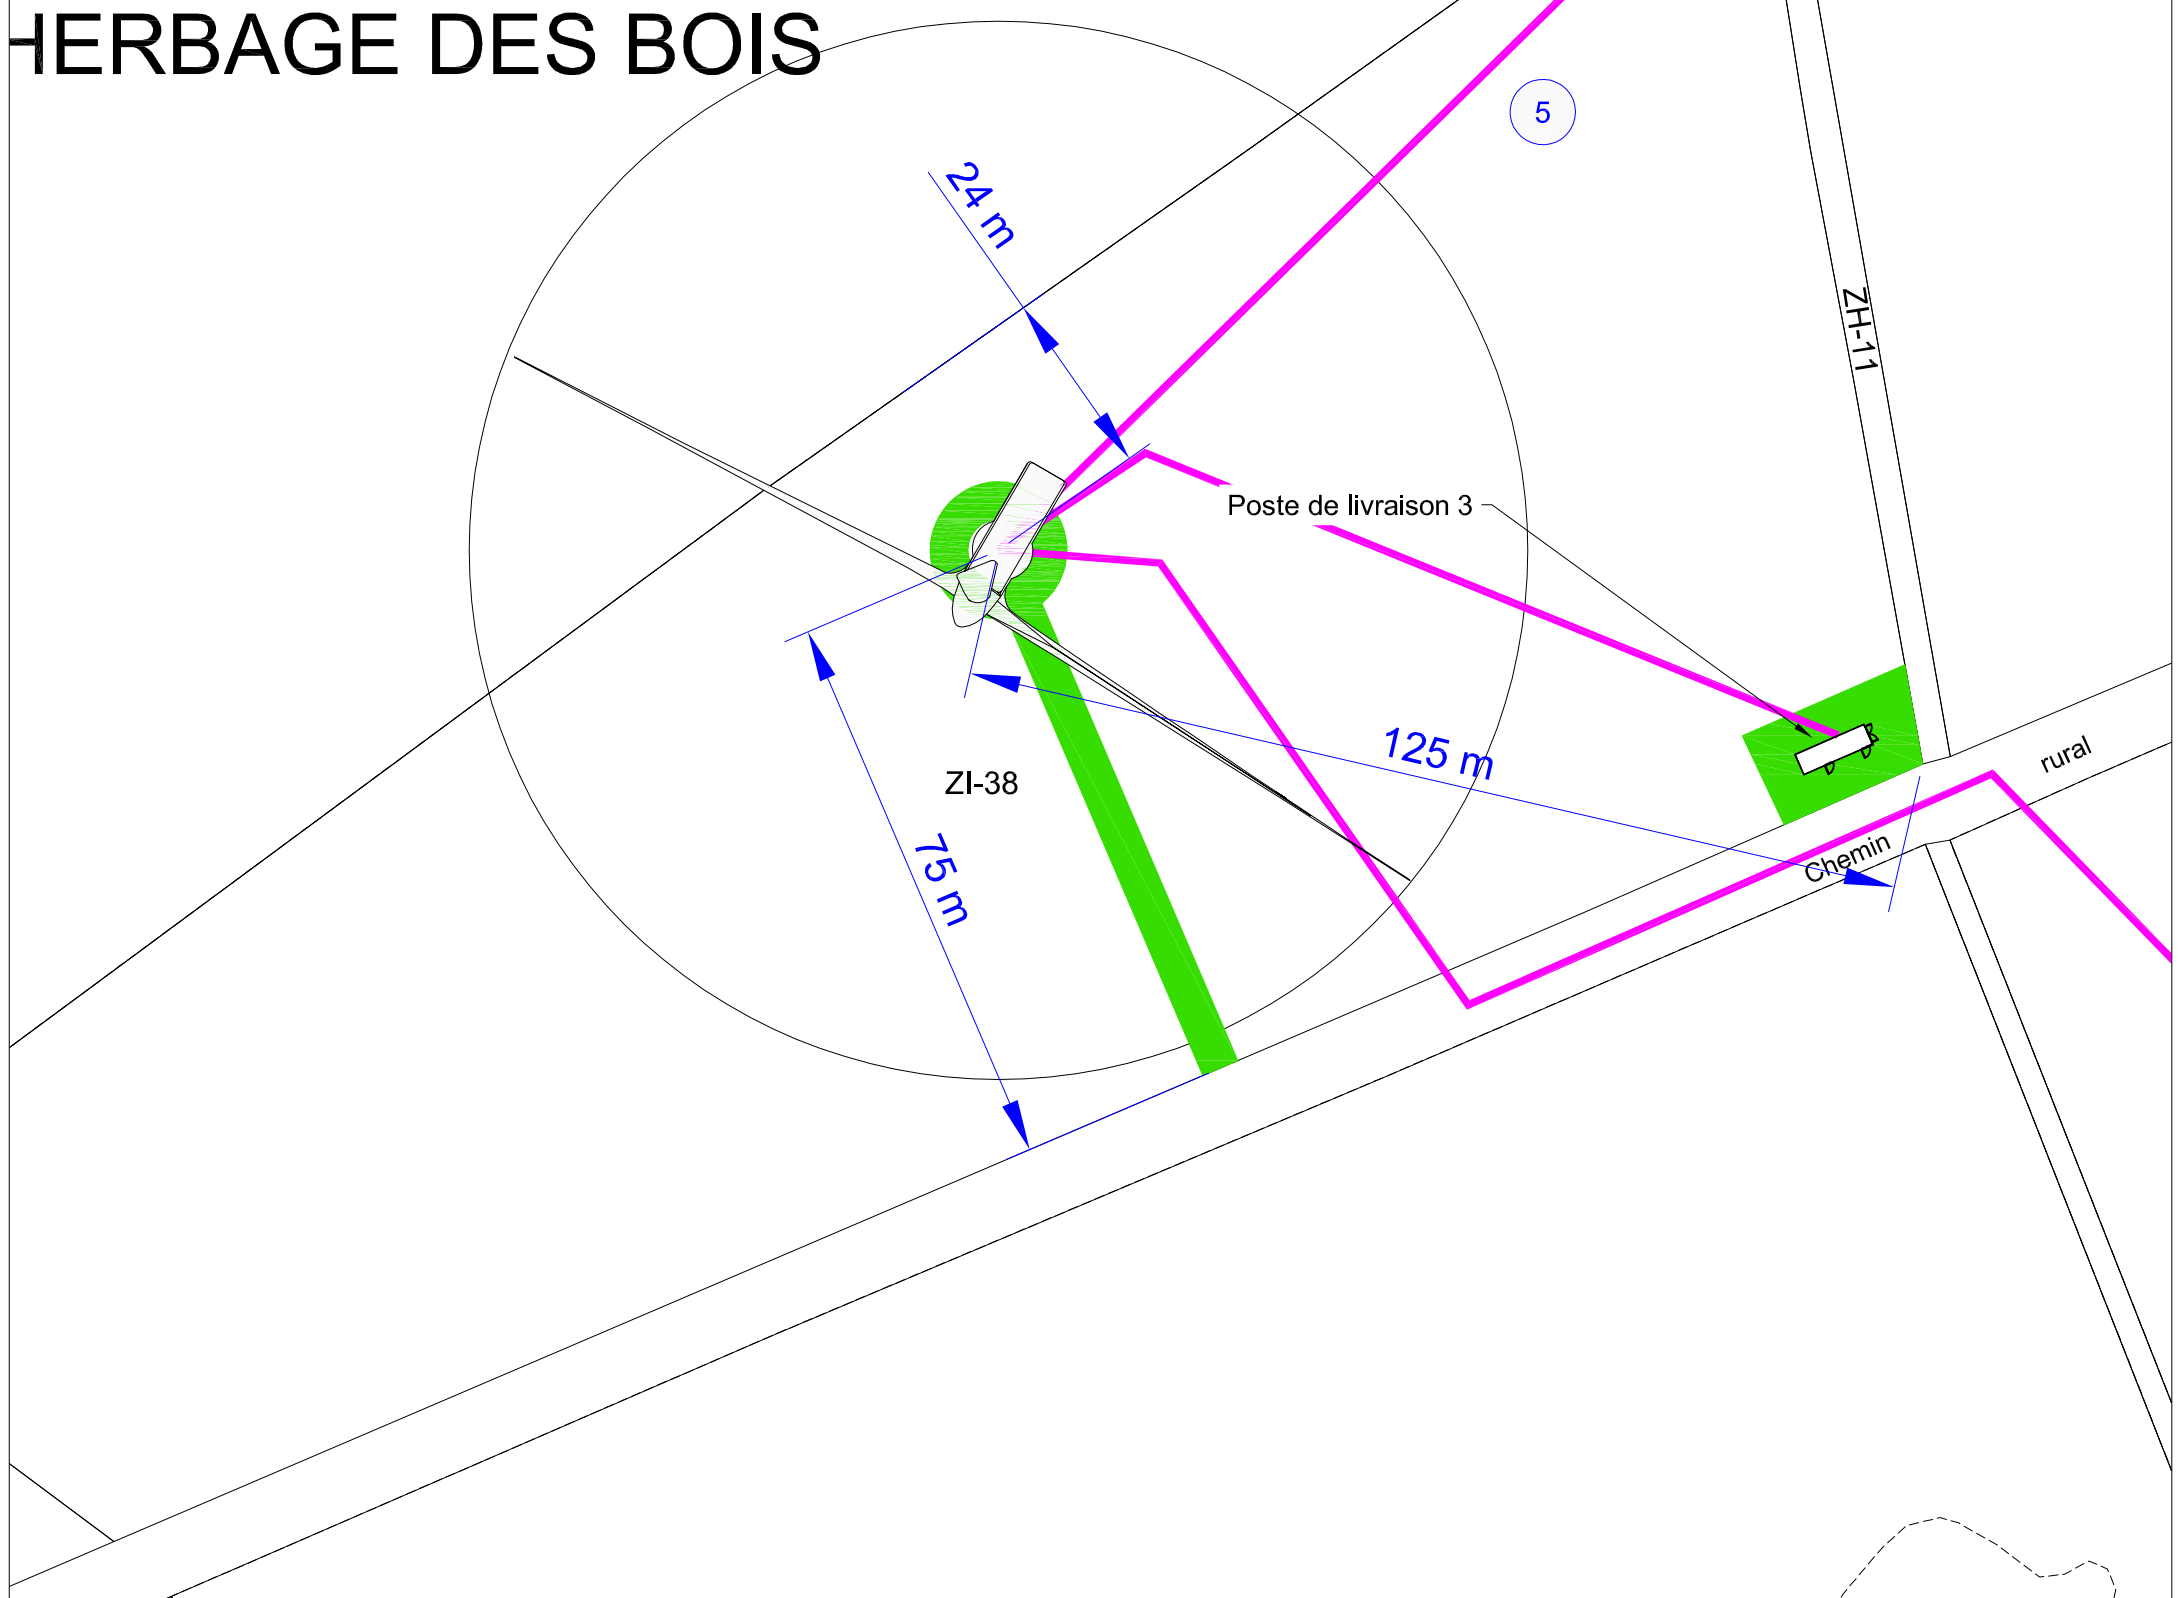 HERBAGE DES BOIS
5
24 m
ZH-11
Poste de livraison 3
125 m
rural
ZI-38
Chemin
75 m